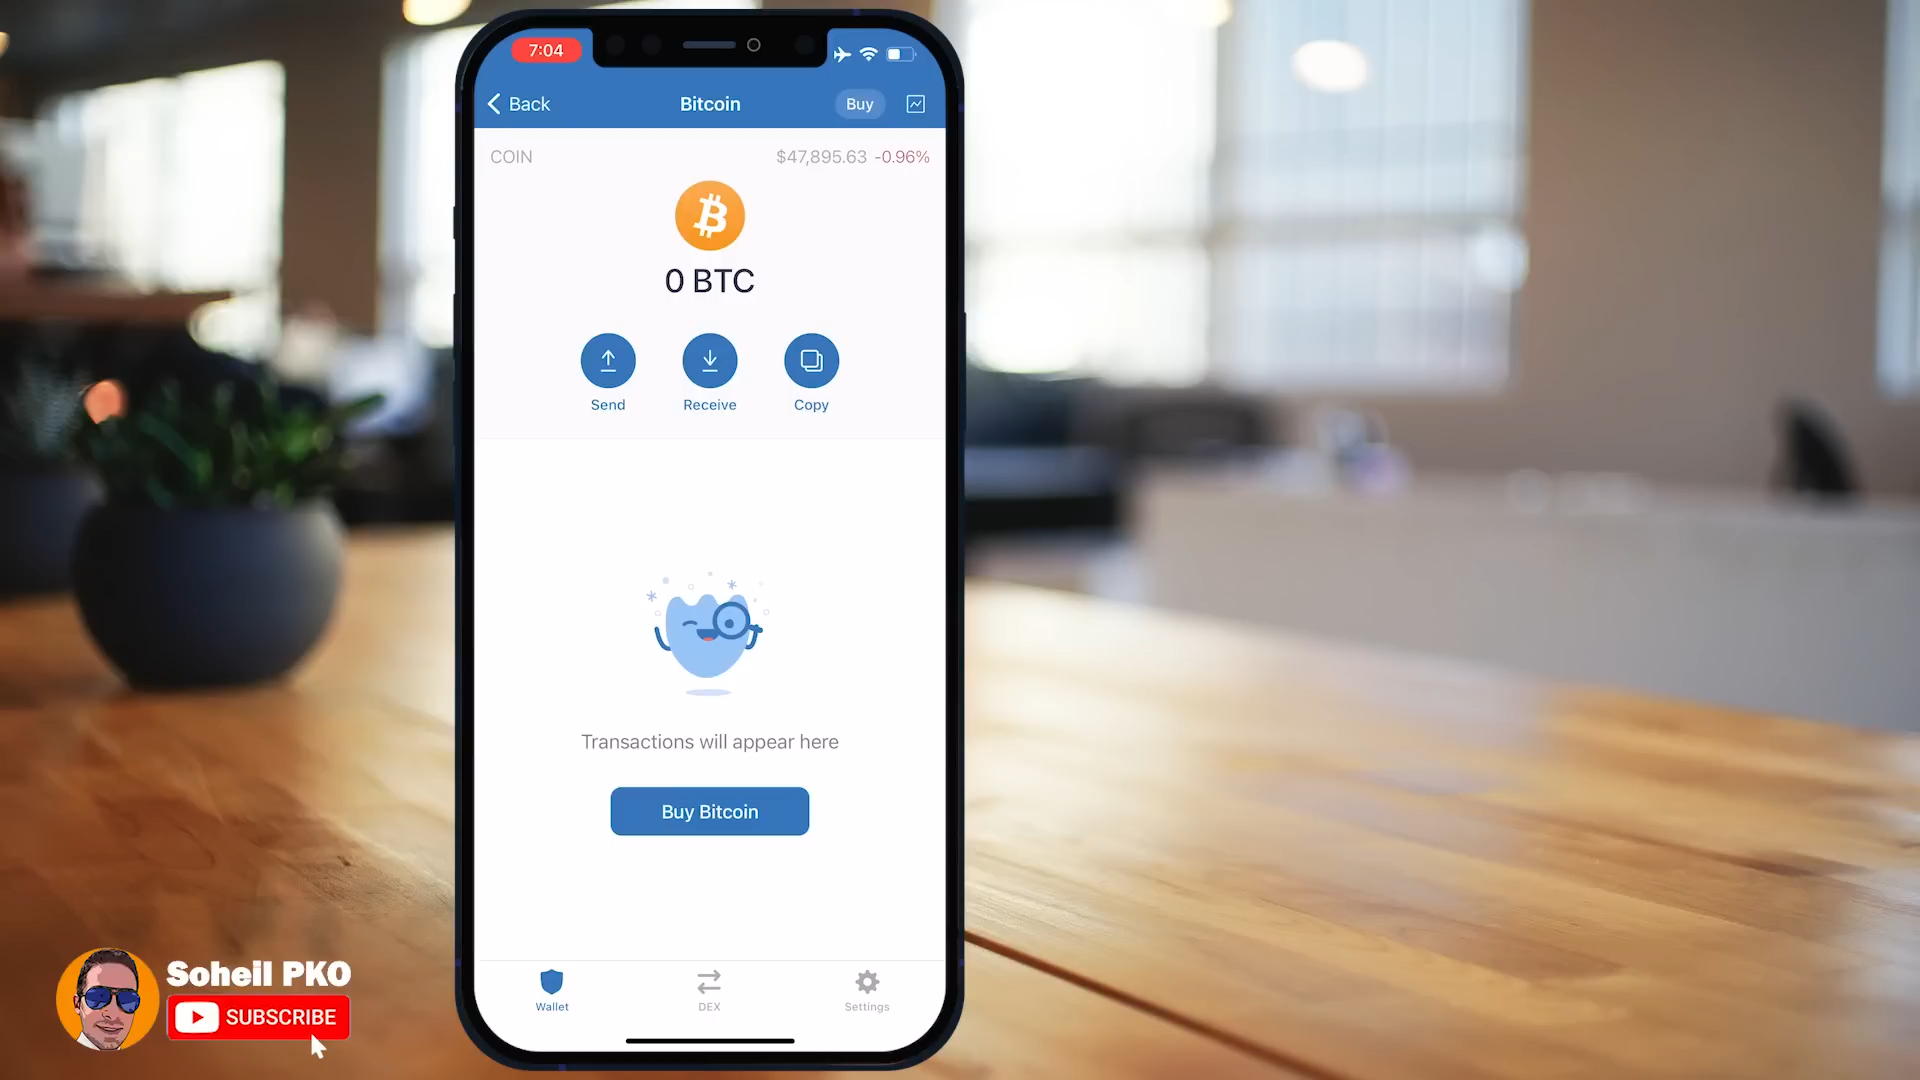 7:04
Back
Bitcoin
Buy
COIN
$47,895.63 -0.96%
0 BTC
Send
Receive
Copy
Transactions will appear here
Buy Bitcoin
Wallet
DEX
Settings
Soheil PKO
SUBSCRIBE